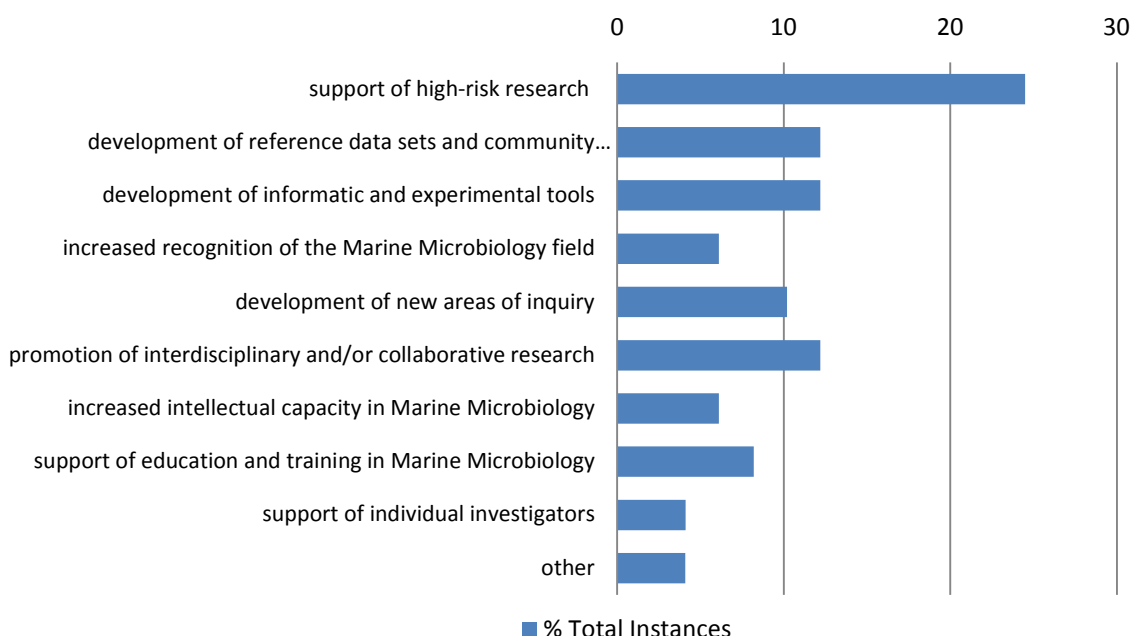 0 10 20 30
support of high-risk research
development of reference data sets and community...
development of informatic and experimental tools
increased recognition of the Marine Microbiology field
development of new areas of inquiry
promotion of interdisciplinary and/or collaborative research
increased intellectual capacity in Marine Microbiology
support of education and training in Marine Microbiology
support of individual investigators
other
% Total Instances